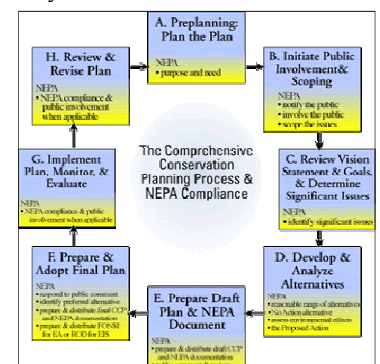 A. Preplanning:
Plan the Plan
NEPA
• purpose and need
B. Initiate Public
Involvement &
Scoping
NEPA
• notify the public
• involve the public
• scope the issues
C. Review Vision
Statement & Goals,
& Determine
Significant Issues
NEPA
• identify significant issues
D. Develop &
Analyze
Alternatives
NEPA
• reasonable range of alternatives
• No Action alternative
• assess environmental effects
• the Proposed Action
E. Prepare Draft
Plan & NEPA
Document
NEPA
• prepare & distribute draft CCP
and NEPA documentation
F. Prepare &
Adopt Final Plan
NEPA
• respond to public comment
• identify preferred alternative
• prepare & distribute final CCP
and NEPA documentation
• prepare & distribute FONSI
for EA or ROD for EIS
G. Implement
Plan, Monitor, &
Evaluate
NEPA
• NEPA compliance & public
involvement when applicable
H. Review &
Revise Plan
NEPA
• NEPA compliance &
public involvement
when applicable
The Comprehensive
Conservation
Planning Process &
NEPA Compliance